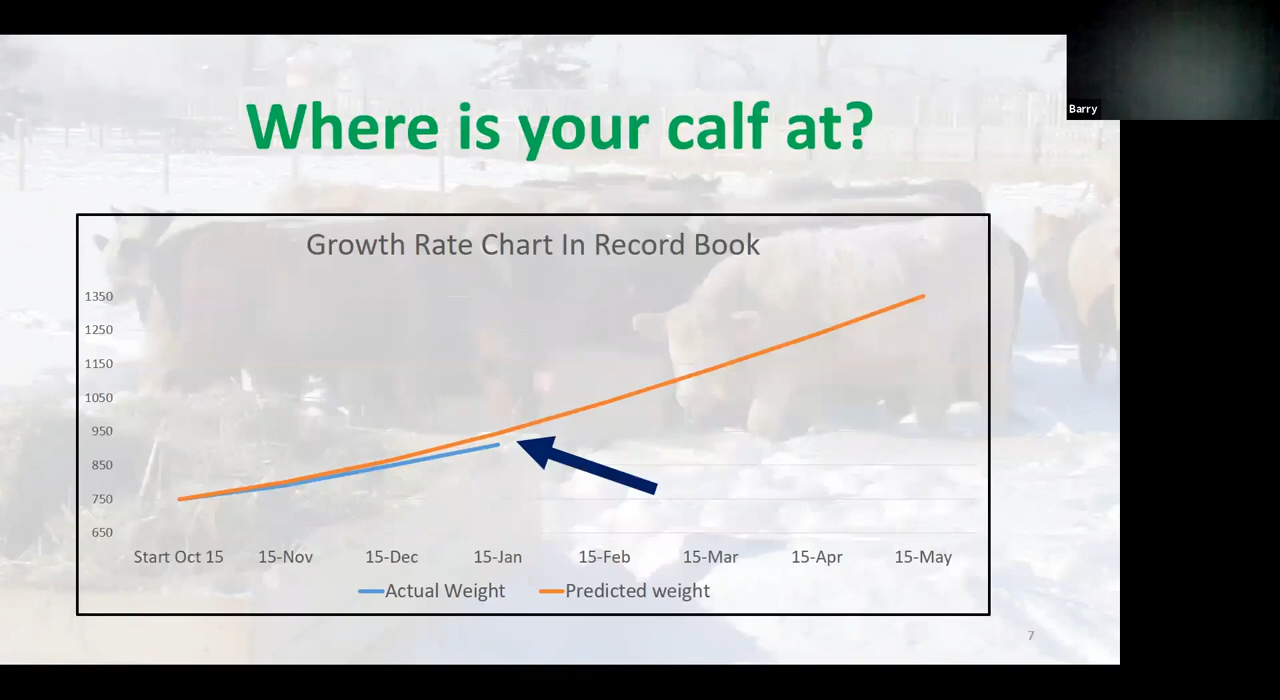 Barry
Where is your calf at?
Growth Rate Chart In Record Book
1350
1250
1150
1050
950
850
750
650
Start Oct 15 15-Nov 15-Dec 15-Jan 15-Feb 15-Mar 15-Apr 15-May
Actual Weight Predicted weight
7